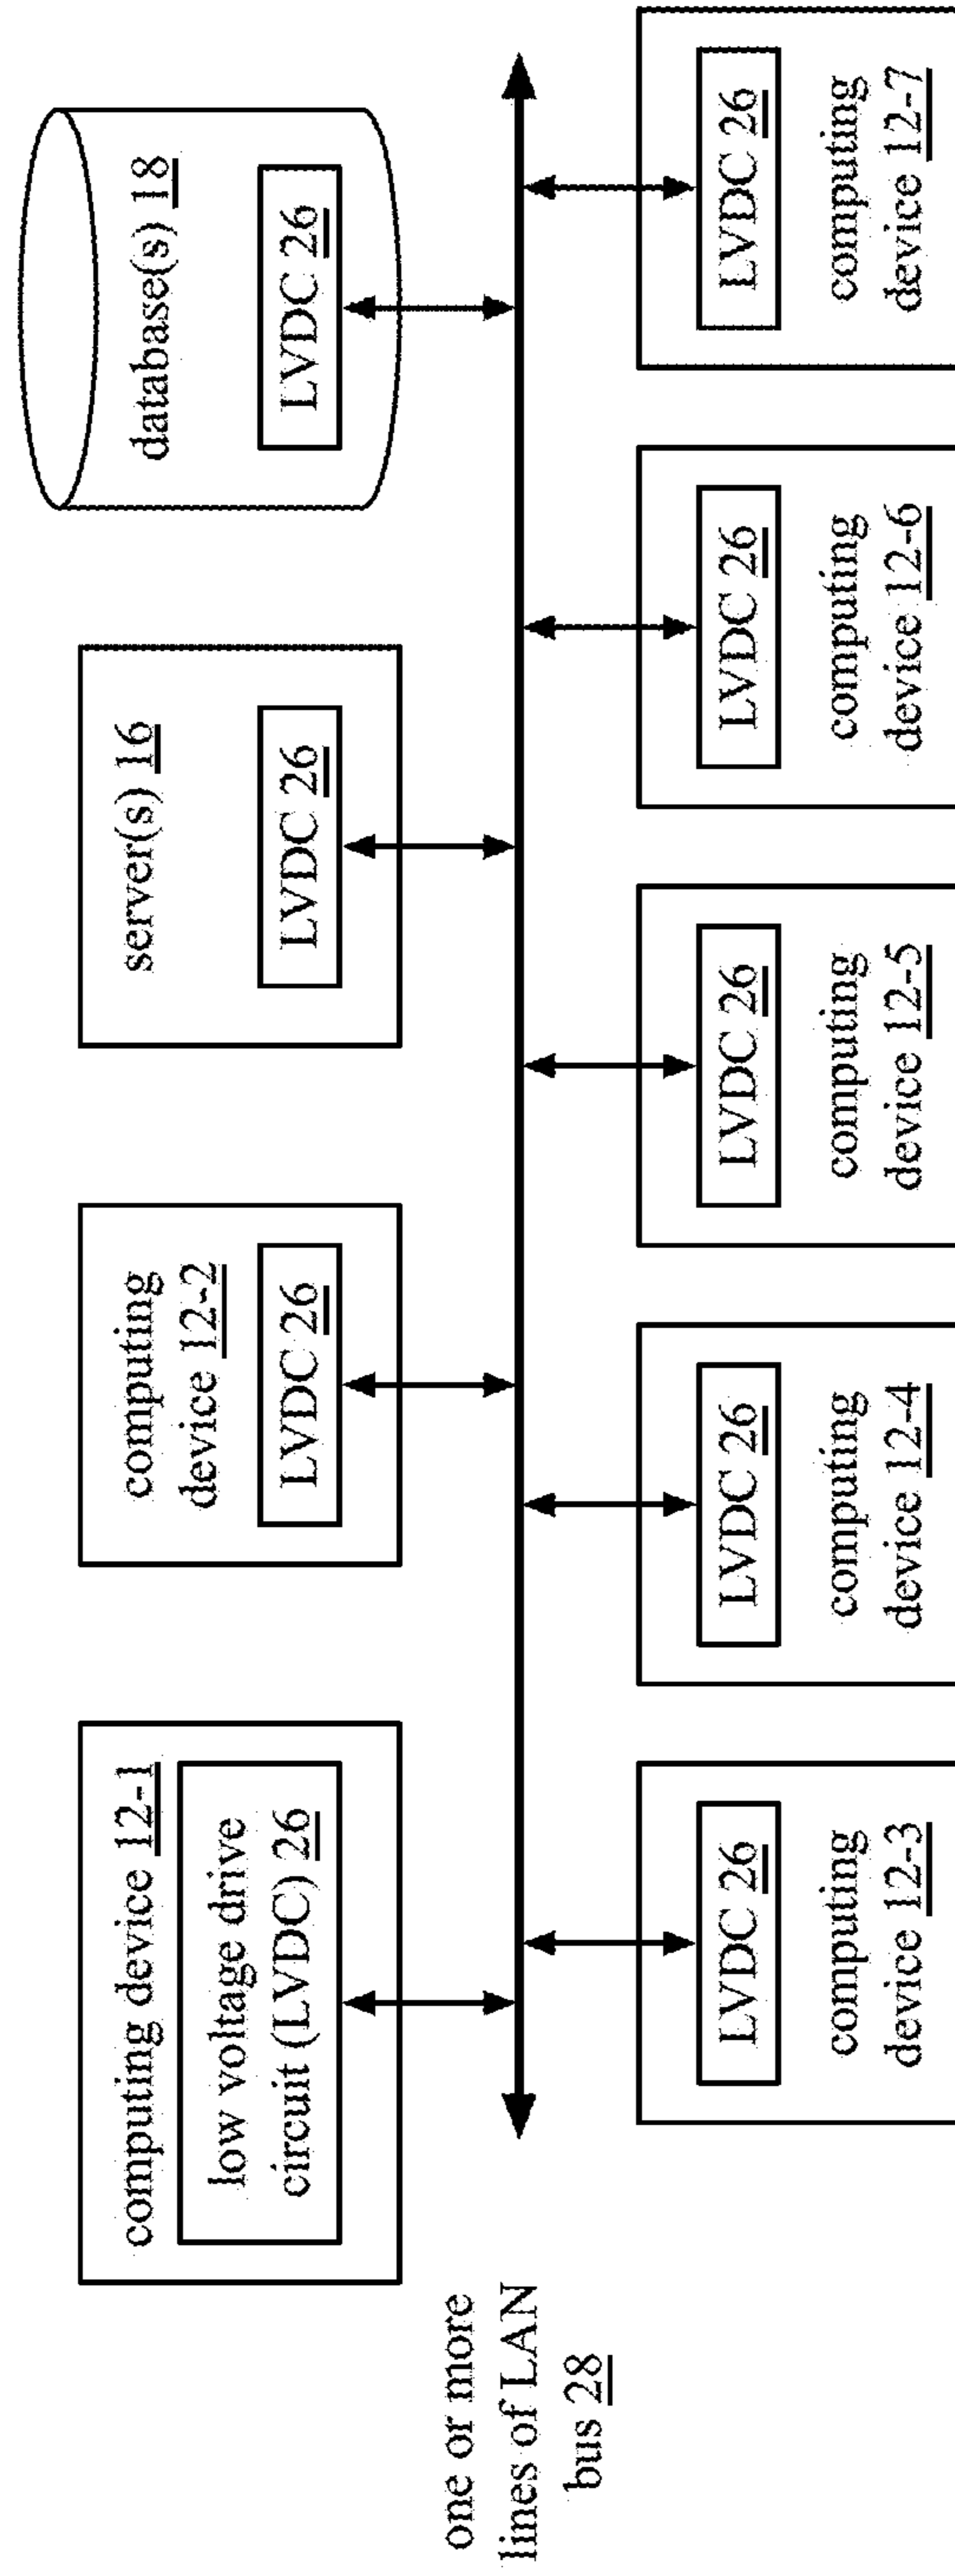 computing device 12-1
low voltage drive
circuit (LVDC) 26
computing
device 12-2
LVDC 26
server(s) 16
LVDC 26
database(s) 18
LVDC 26
one or more
lines of LAN
bus 28
LVDC 26
computing
device 12-3
LVDC 26
computing
device 12-4
LVDC 26
computing
device 12-5
LVDC 26
computing
device 12-6
LVDC 26
computing
device 12-7